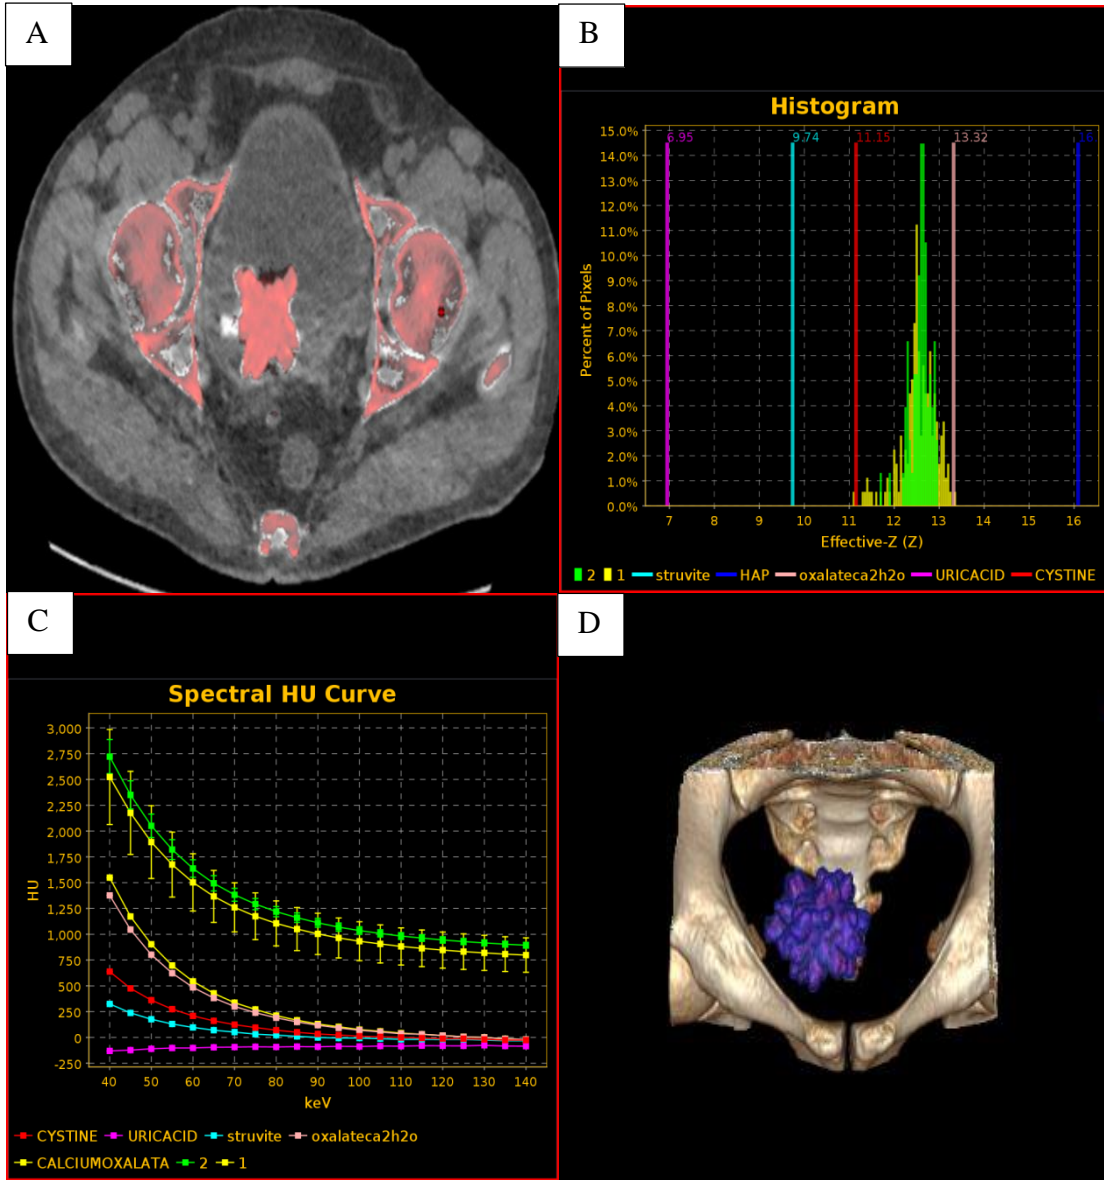 A
B
Histogram
6.95 9.74 11.15 13.32 16
15.0%
14.0%
13.0%
12.0%
11.0%
10.0%
9.0%
8.0%
7.0%
6.0%
5.0%
4.0%
3.0%
2.0%
1.0%
0.0%
Percent of Pixels
7 8 9 10 11 12 13 14 15 16
Effective-Z (Z)
2 1 struvite HAP oxalateca2h2o URICACID CYSTINE
C
Spectral HU Curve
3,000
2,750
2,500
2,250
2,000
1,750
1,500
1,250
1,000
750
500
250
0
-250
HU
40 50 60 70 80 90 100 110 120 130 140
keV
CYSTINE URICACID struvite oxalateca2h2o
CALCIUMOXALATA 2 1
D